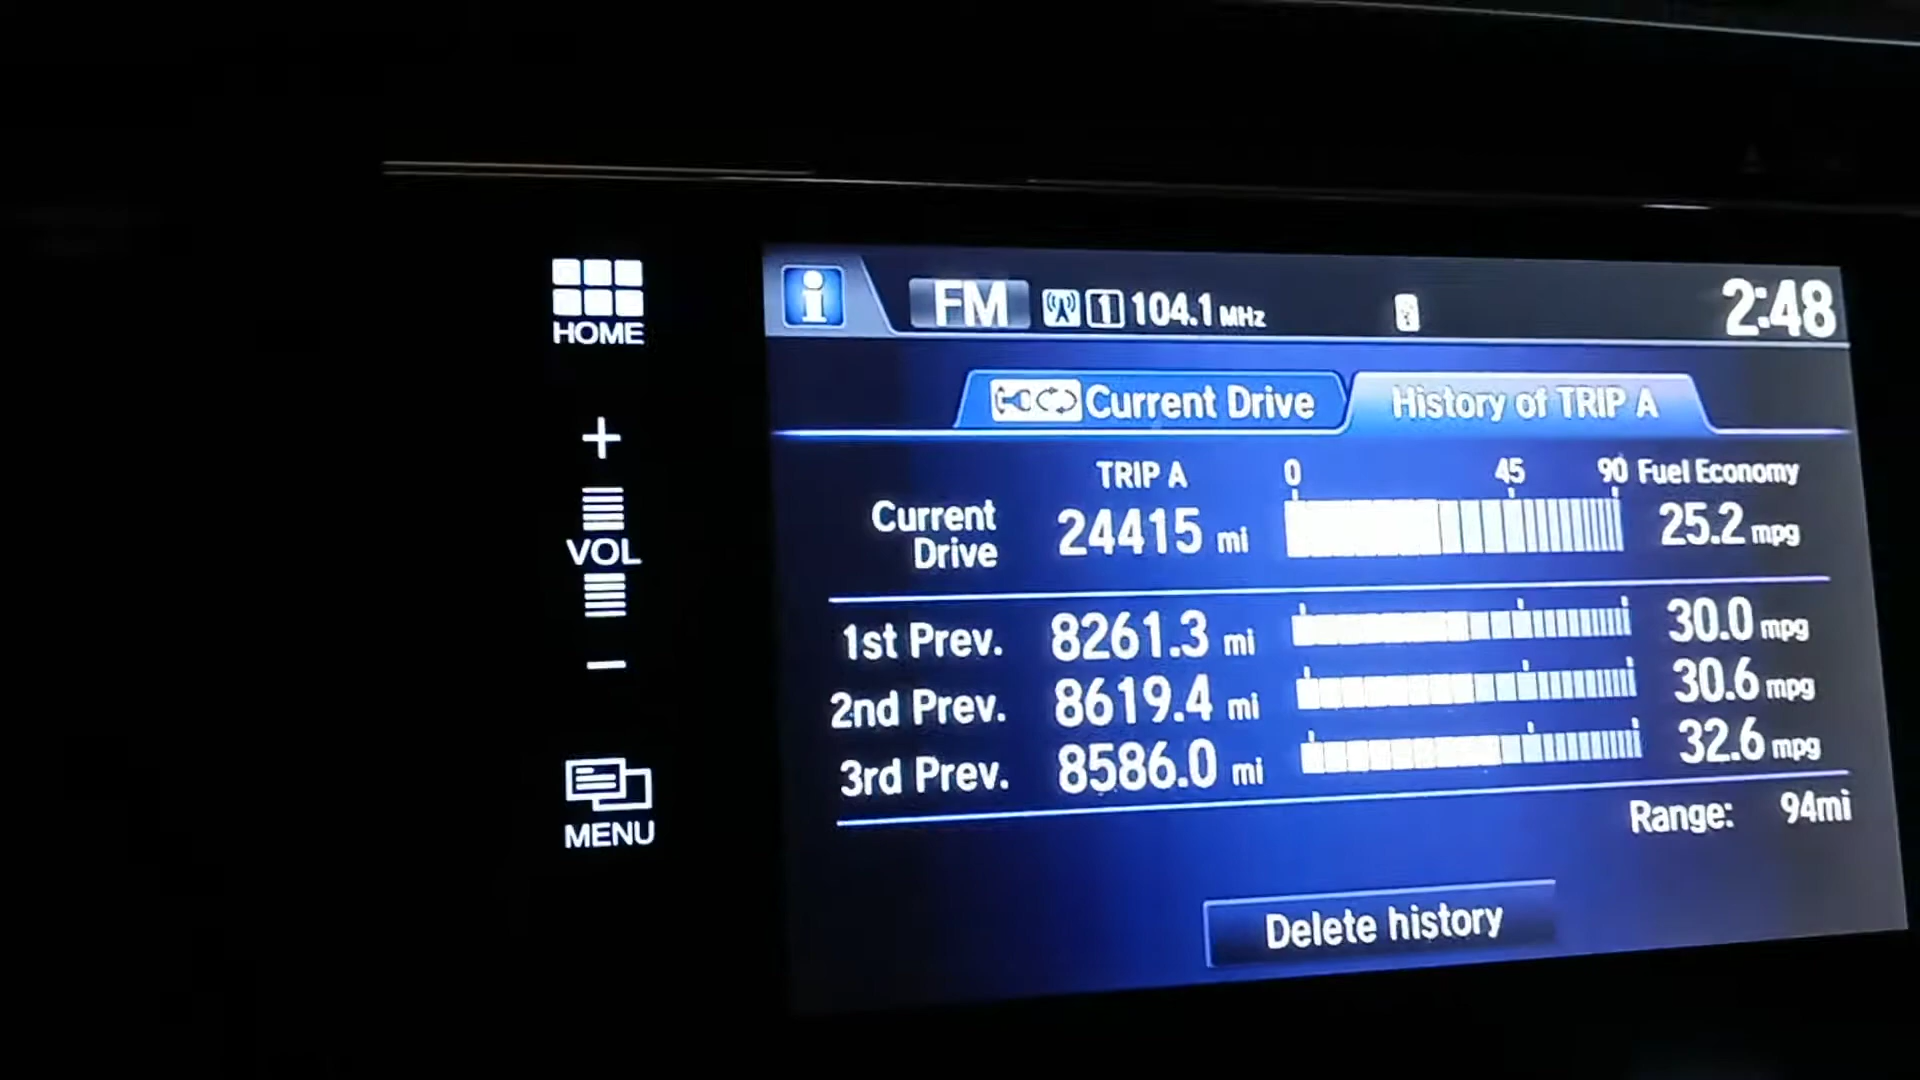 HOME
+
VOL
−
MENU
i FM 1 104.1 MHz 2:48
Current Drive History of TRIP A
TRIP A 0 45 90 Fuel Economy
Current Drive 24415 mi 25.2 mpg
1st Prev. 8261.3 mi 30.0 mpg
2nd Prev. 8619.4 mi 30.6 mpg
3rd Prev. 8586.0 mi 32.6 mpg
Range: 94mi
Delete history